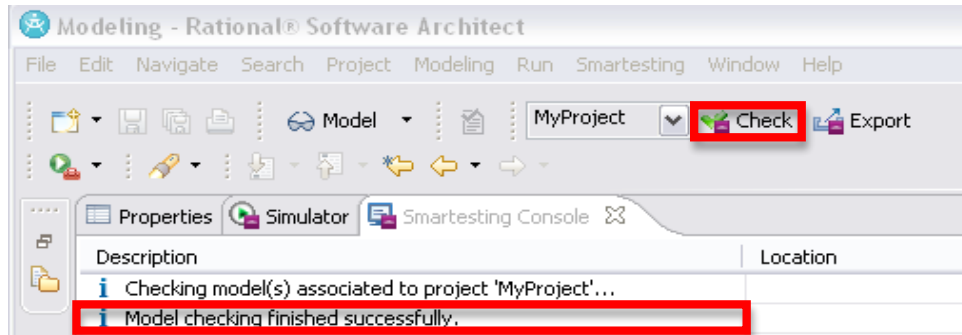 Modeling - Rational® Software Architect
File Edit Navigate Search Project Modeling Run Smartesting Window Help
Model MyProject Check Export
Properties Simulator Smartesting Console
Description Location
i Checking model(s) associated to project 'MyProject'...
i Model checking finished successfully.